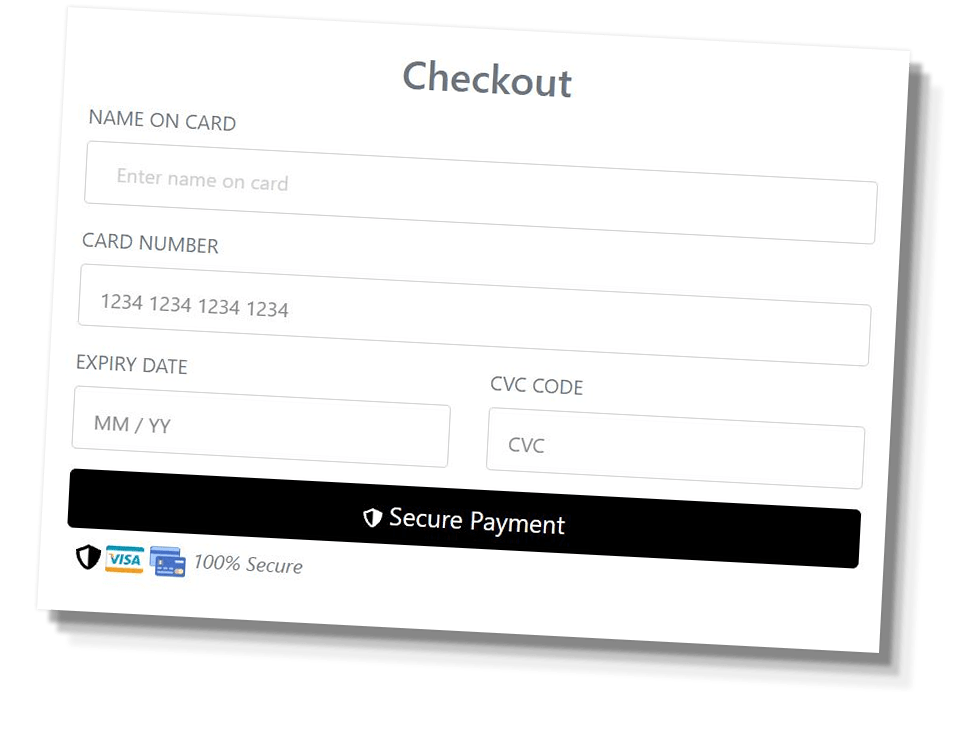 Checkout
NAME ON CARD
Enter name on card
CARD NUMBER
1234 1234 1234 1234
EXPIRY DATE
CVC CODE
MM / YY
CVC
Secure Payment
VISA 100% Secure